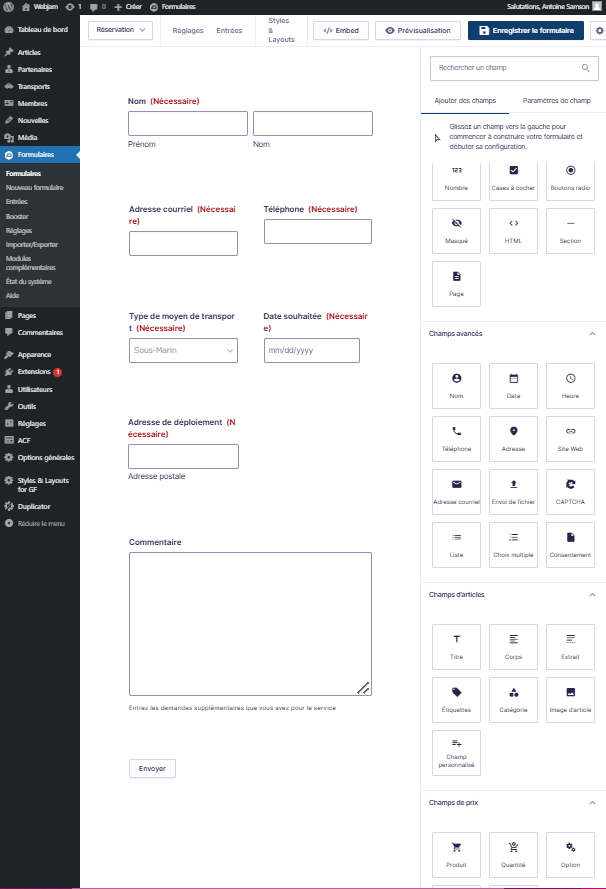 Webjam
1
0
Créer
Formulaires
Salutations, Antoine Samson
Tableau de bord
Articles
Partenaires
Transports
Membres
Nouvelles
Média
Formulaires
Formulaires
Nouveau formulaire
Entrées
Booster
Réglages
Importer/Exporter
Modules
complémentaires
État du système
Aide
Pages
Commentaires
Apparence
Extensions 1
Utilisateurs
Outils
Réglages
ACF
Options générales
Styles & Layouts
for GF
Duplicator
Réduire le menu
Réservation
Réglages
Entrées
Styles
&
Layouts
</> Embed
Prévisualisation
Enregistrer le formulaire
Nom (Nécessaire)
Prénom
Nom
Adresse courriel (Nécessai
re)
Téléphone (Nécessaire)
Type de moyen de transpor
t (Nécessaire)
Sous-Marin
Date souhaitée (Nécessair
e)
mm/dd/yyyy
Adresse de déploiement (N
écessaire)
Adresse postale
Commentaire
Entrez les demandes supplémentaires que vous avez pour le service
Envoyer
Rechercher un champ
Ajouter des champs
Paramètres de champ
Glissez un champ vers la gauche pour
commencer à construire votre formulaire et
débuter sa configuration.
123
Nombre
Cases à cocher
Boutons radio
Masqué
HTML
Section
Page
Champs avancés
Nom
Date
Heure
Téléphone
Adresse
Site Web
Adresse courriel
Envoi de fichier
CAPTCHA
Liste
Choix multiple
Consentement
Champs d'articles
Titre
Corps
Extrait
Étiquettes
Catégorie
Image d'article
Champ
personnalisé
Champs de prix
Produit
Quantité
Option